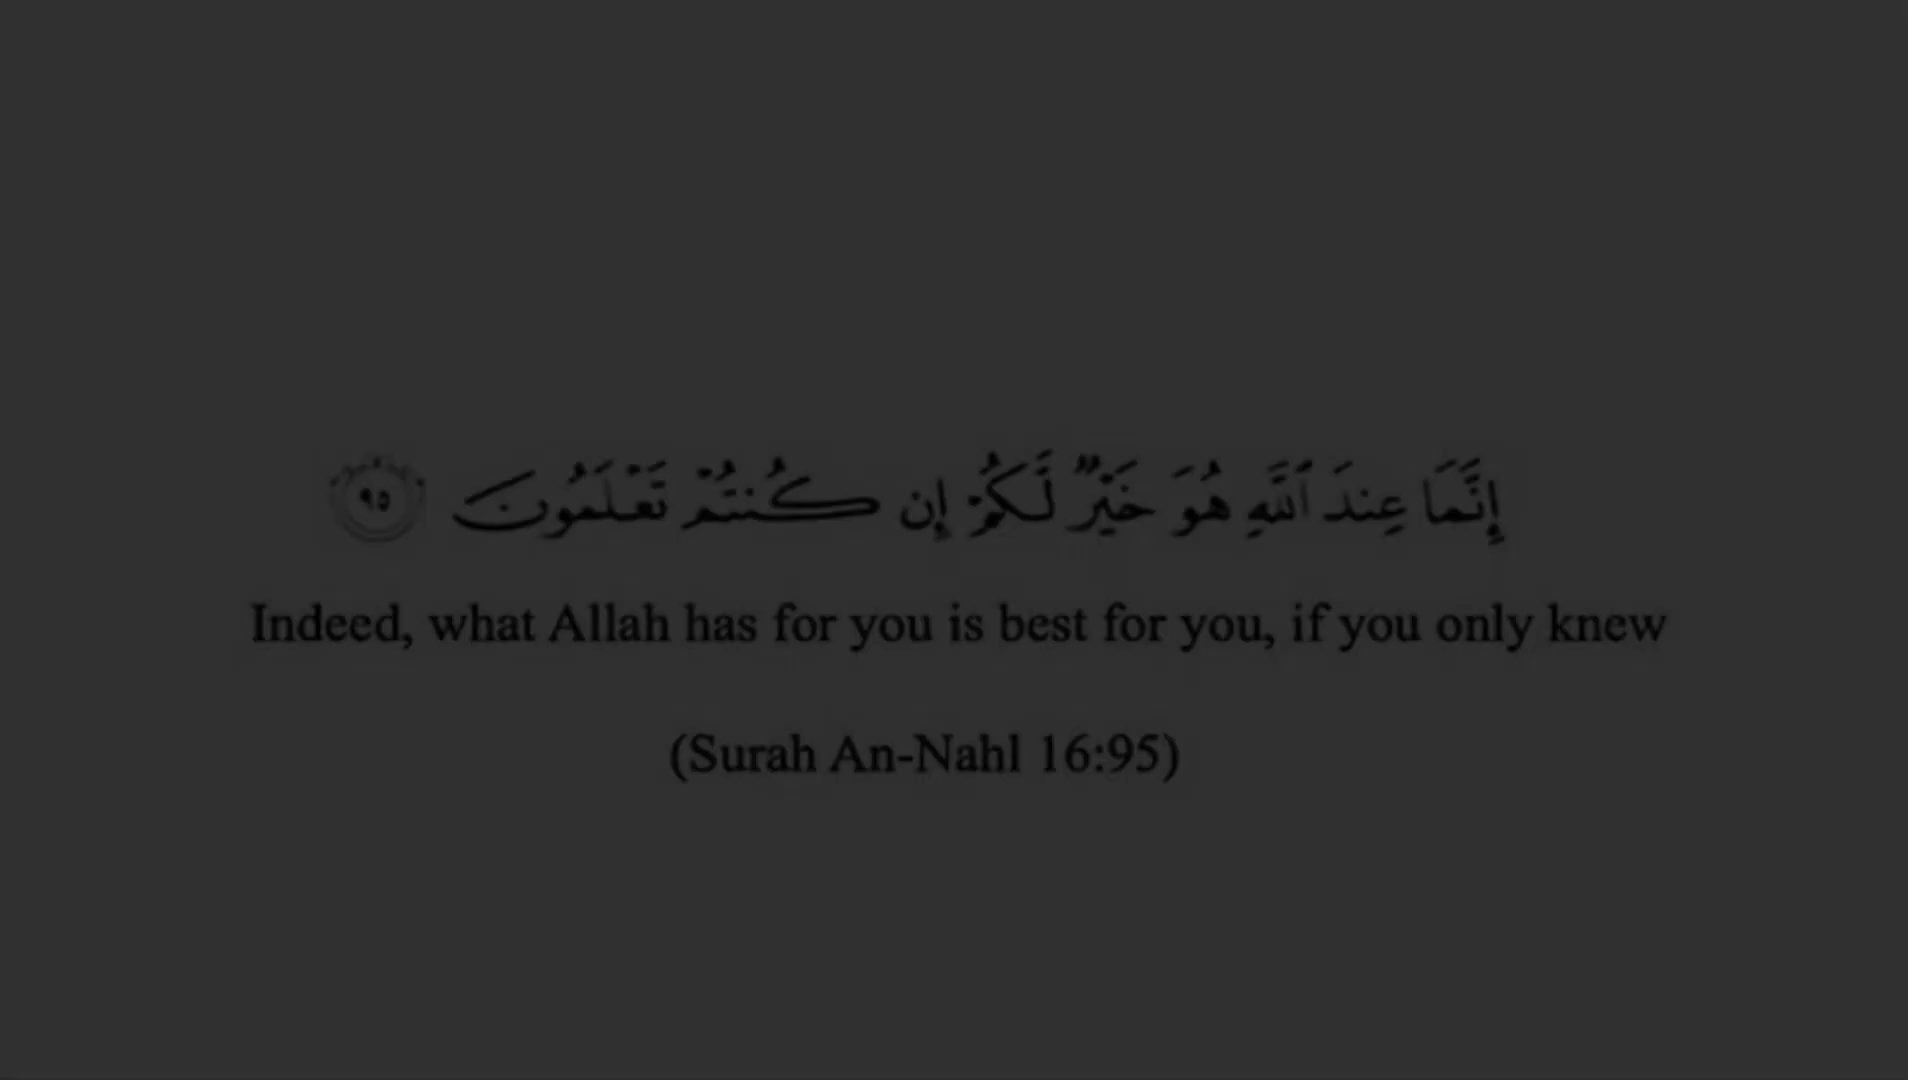 إِنَّمَا عِندَ ٱللَّهِ هُوَ خَيْرٌ لَّكُمْ إِن كُنتُمْ تَعْلَمُونَ ٩٥
Indeed, what Allah has for you is best for you, if you only knew
(Surah An-Nahl 16:95)